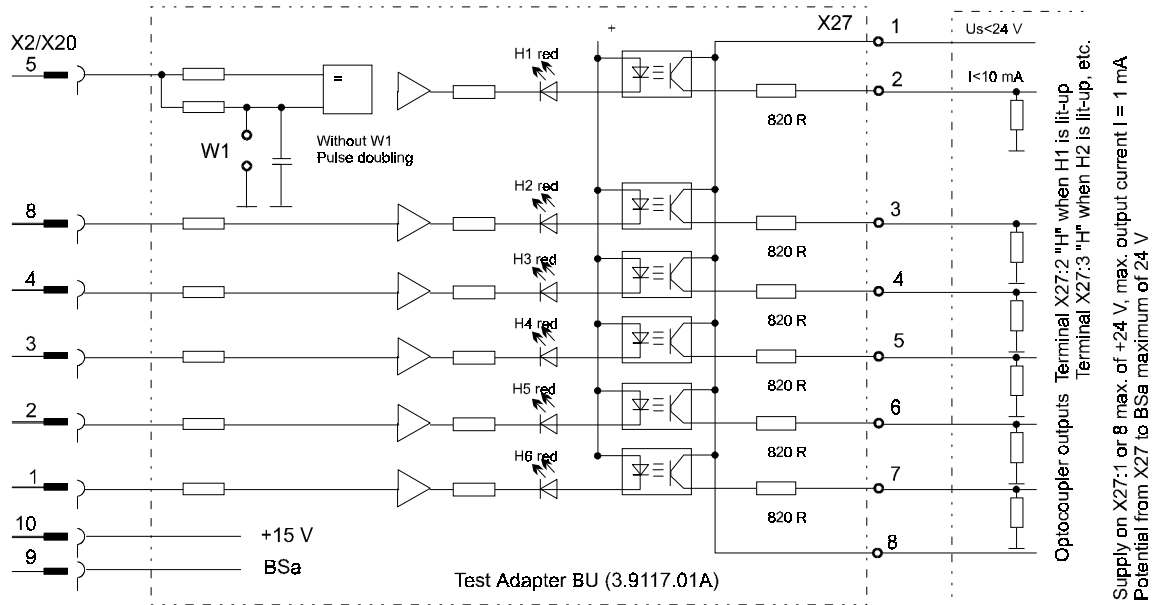 X2/X20
X27
1
Us<24 V
5
+
H1 red
=
2
I<10 mA
820 R
W1
Without W1
Pulse doubling
8
H2 red
3
820 R
4
H3 red
4
820 R
3
H4 red
5
820 R
2
H5 red
6
820 R
1
H6 red
7
820 R
10
+15 V
9
BSa
8
Test Adapter BU (3.9117.01A)
Optocoupler outputs Terminal X27:2 "H" when H1 is lit-up
Terminal X27:3 "H" when H2 is lit-up, etc.
Supply on X27:1 or 8 max. of +24 V, max. output current I = 1 mA
Potential from X27 to BSa maximum of 24 V